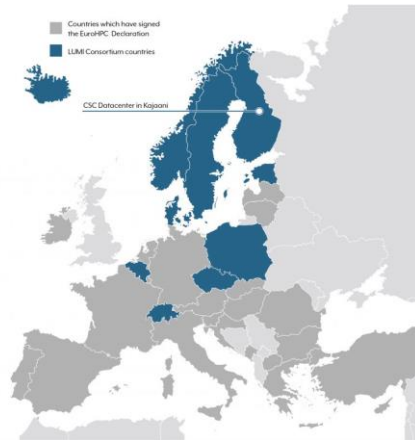 Countries which have signed
the EuroHPC Declaration
LUMI Consortium countries
CSC Datacenter in Kajaani